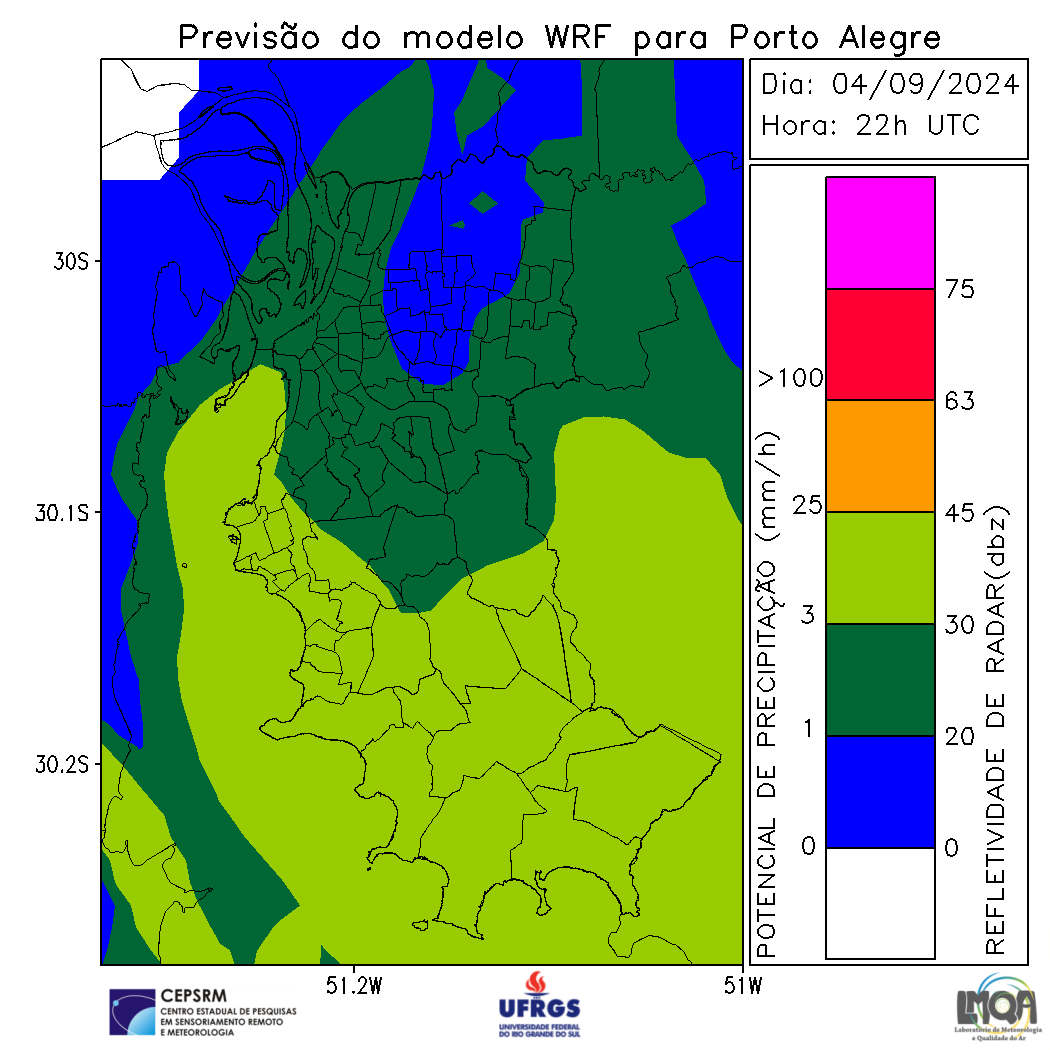 Previsão do modelo WRF para Porto Alegre
Dia: 04/09/2024
Hora: 22h UTC
30S
30.1S
30.2S
51.2W
51W
POTENCIAL DE PRECIPITAÇÃO (mm/h)
>100
25
3
1
0
75
63
45
30
20
0
REFLETIVIDADE DE RADAR(dbz)
CEPSRM
CENTRO ESTADUAL DE PESQUISAS
EM SENSORIAMENTO REMOTO
E METEOROLOGIA
UFRGS
UNIVERSIDADE FEDERAL
DO RIO GRANDE DO SUL
LMQA
Laboratório de Meteorologia
e Qualidade do Ar